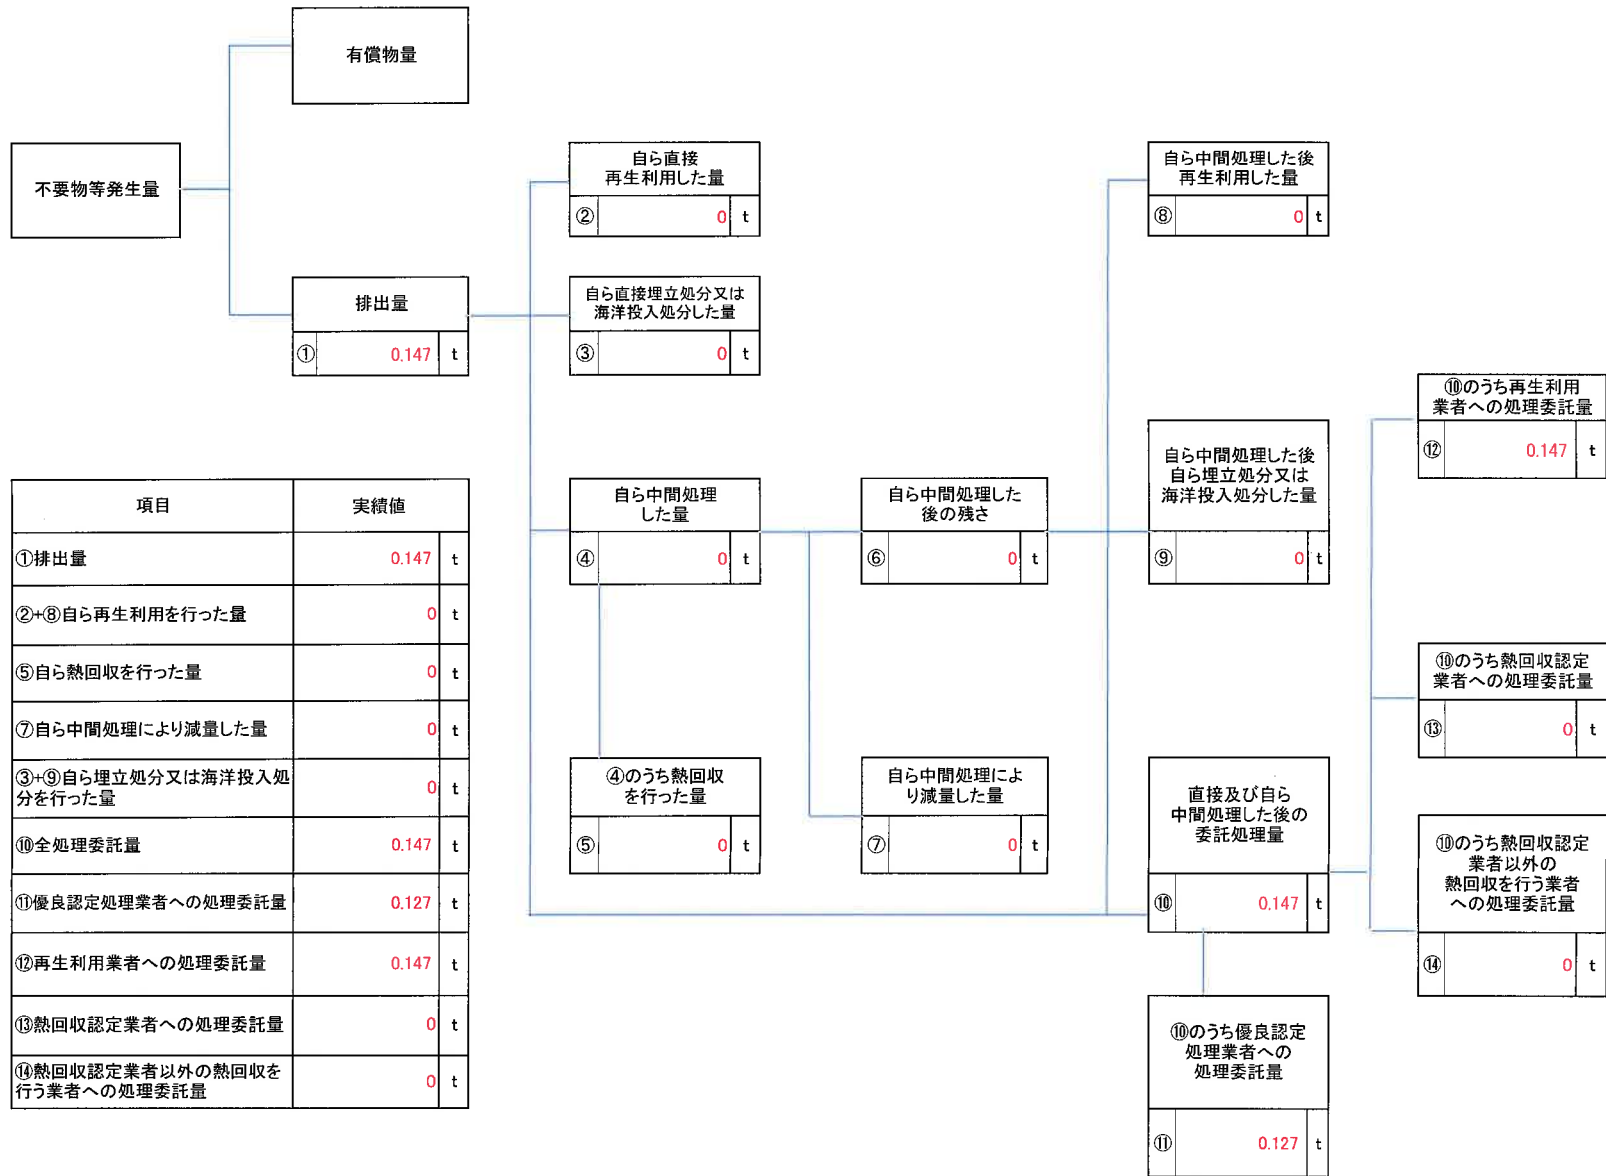 有償物量
不要物等発生量
排出量
① 0.147 t
自ら直接
再生利用した量
② 0 t
自ら直接埋立処分又は
海洋投入処分した量
③ 0 t
自ら中間処理
した量
④ 0 t
④のうち熱回収
を行った量
⑤ 0 t
自ら中間処理した
後の残さ
⑥ 0 t
自ら中間処理によ
り減量した量
⑦ 0 t
自ら中間処理した後
再生利用した量
⑧ 0 t
自ら中間処理した後
自ら埋立処分又は
海洋投入処分した量
⑨ 0 t
直接及び自ら
中間処理した後の
委託処理量
⑩ 0.147 t
⑩のうち優良認定
処理業者への
処理委託量
⑪ 0.127 t
⑩のうち再生利用
業者への処理委託量
⑫ 0.147 t
⑩のうち熱回収認定
業者への処理委託量
⑬ 0 t
⑩のうち熱回収認定
業者以外の
熱回収を行う業者
への処理委託量
⑭ 0 t
項目 実績値
①排出量 0.147 t
②+⑧自ら再生利用を行った量 0 t
⑤自ら熱回収を行った量 0 t
⑦自ら中間処理により減量した量 0 t
③+⑨自ら埋立処分又は海洋投入処
分を行った量 0 t
⑩全処理委託量 0.147 t
⑪優良認定処理業者への処理委託量 0.127 t
⑫再生利用業者への処理委託量 0.147 t
⑬熱回収認定業者への処理委託量 0 t
⑭熱回収認定業者以外の熱回収を
行う業者への処理委託量 0 t